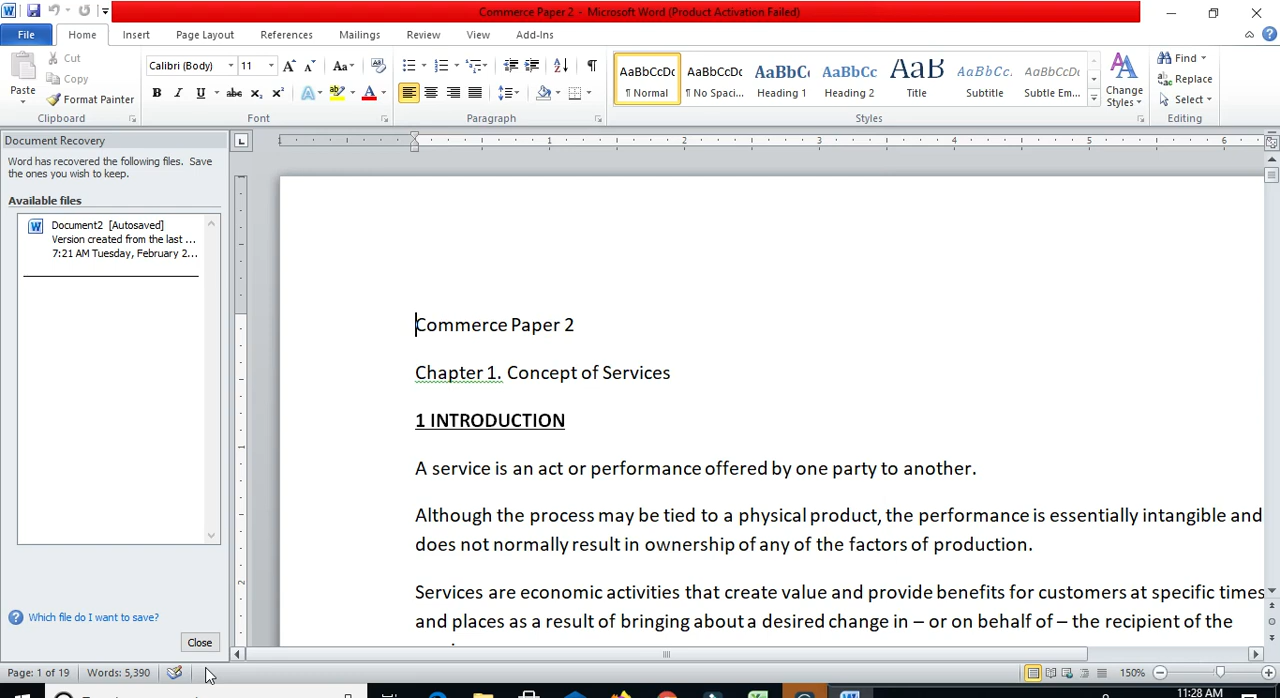 Commerce Paper 2 - Microsoft Word (Product Activation Failed)
File Home Insert Page Layout References Mailings Review View Add-Ins
Paste
Cut
Copy
Format Painter
Clipboard
Calibri (Body) 11
Font
Paragraph
AaBbCcDc AaBbCcDc AaBbCc AaBbCc AaB AaBbCc. AaBbCcDc
¶ Normal ¶ No Spaci... Heading 1 Heading 2 Title Subtitle Subtle Em...
Change Styles
Styles
Find
Replace
Select
Editing
Document Recovery
Word has recovered the following files. Save
the ones you wish to keep.
Available files
Document2 [Autosaved]
Version created from the last ...
7:21 AM Tuesday, February 2...
Which file do I want to save?
Close
1 2 3 4 5 6
1
2
Commerce Paper 2
Chapter 1. Concept of Services
1 INTRODUCTION
A service is an act or performance offered by one party to another.
Although the process may be tied to a physical product, the performance is essentially intangible and
does not normally result in ownership of any of the factors of production.
Services are economic activities that create value and provide benefits for customers at specific times
and places as a result of bringing about a desired change in – or on behalf of – the recipient of the
Page: 1 of 19 Words: 5,390 150%
11:28 AM